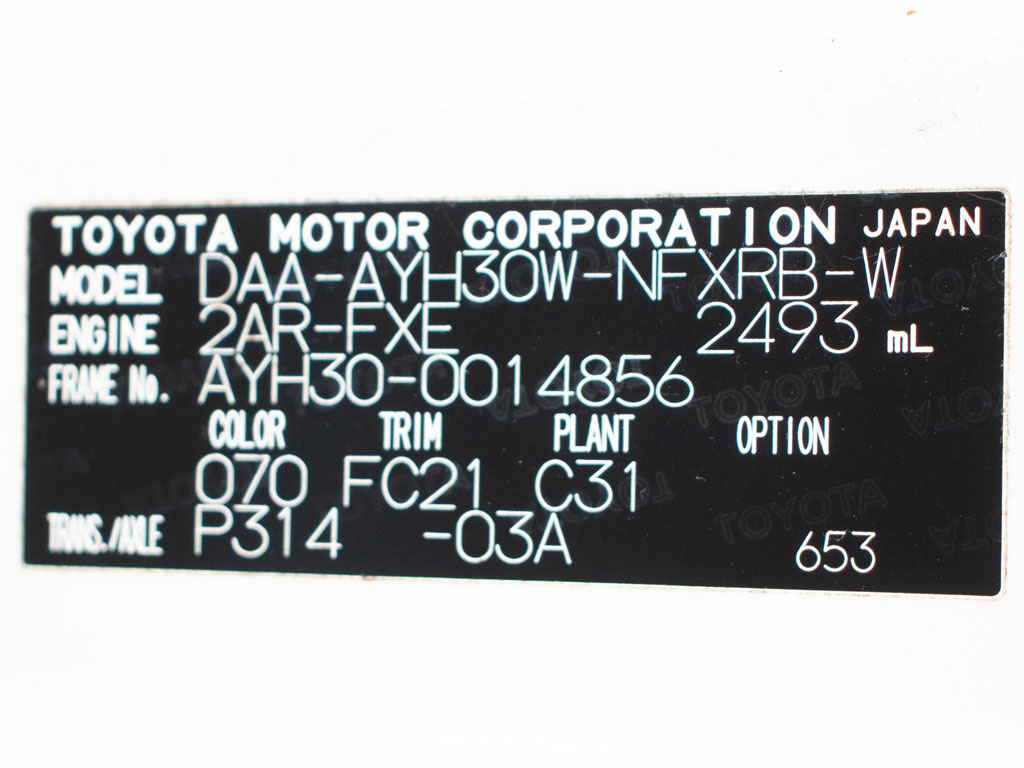 TOYOTA MOTOR CORPORATION JAPAN
MODEL DAA-AYH30W-NFXRB-W
ENGINE 2AR-FXE 2493 mL
FRAME No. AYH30-0014856
COLOR TRIM PLANT OPTION
070 FC21 C31
TRANS./AXLE P314 -03A 653